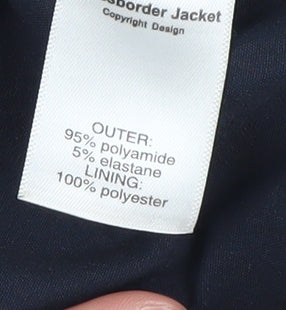 Jacket
Copyright Design
OUTER:
95% polyamide
5% elastane
LINING:
100% polyester